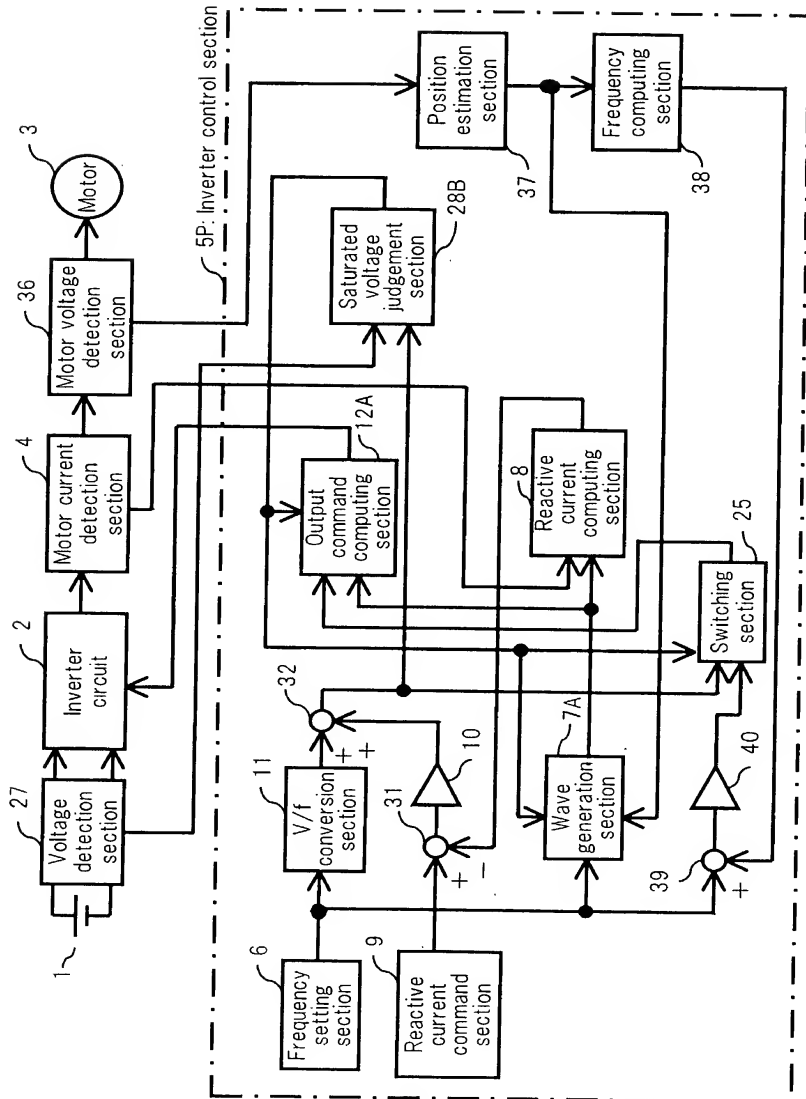 1
27
Voltage
detection
section
2
Inverter
circuit
4
Motor current
detection
section
36
Motor voltage
detection
section
3
Motor
5P: Inverter control section
6
Frequency
setting
section
11
V/f
conversion
section
32
+
+
12A
Output
command
computing
section
28B
Saturated
voltage
judgement
section
Position
estimation
section
37
9
Reactive
current
command
section
31
+
-
10
8
Reactive
current
computing
section
Frequency
computing
section
38
7A
Wave
generation
section
25
Switching
section
39
+
40